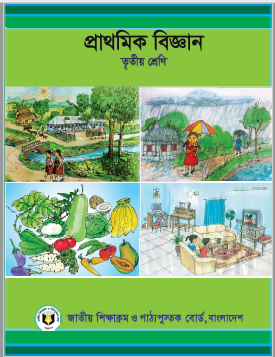 প্রাথমিক বিজ্ঞান
তৃতীয় শ্রেণি
জাতীয় শিক্ষাক্রম ও পাঠ্যপুস্তক বোর্ড, বাংলাদেশ